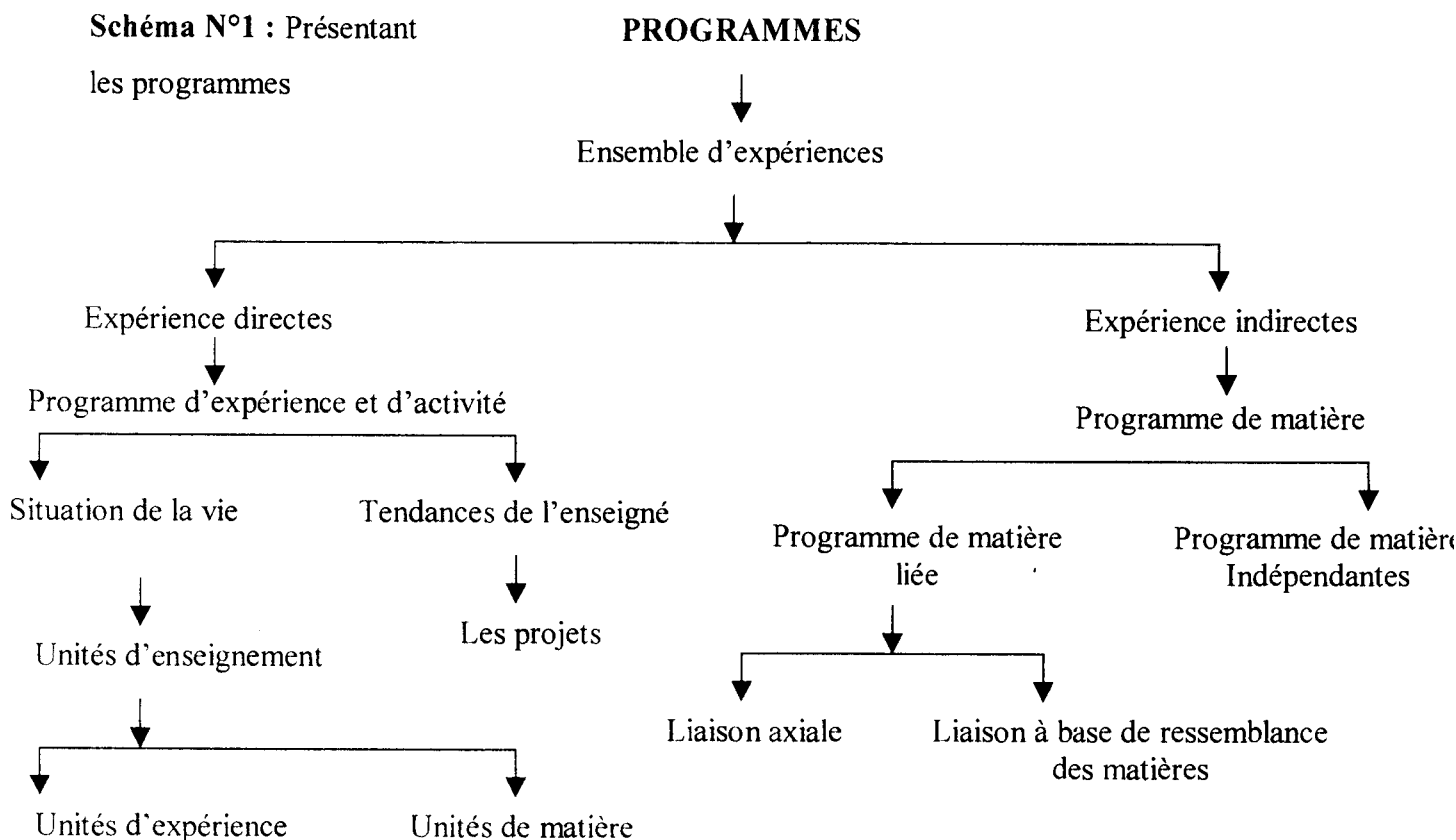 Schéma N°1 : Présentant
les programmes
PROGRAMMES
Ensemble d'expériences
Expérience directes
Expérience indirectes
Programme d'expérience et d'activité
Programme de matière
Situation de la vie
Tendances de l'enseigné
Programme de matière
liée
Programme de matière
Indépendantes
Unités d'enseignement
Les projets
Liaison axiale
Liaison à base de ressemblance
des matières
Unités d'expérience
Unités de matière